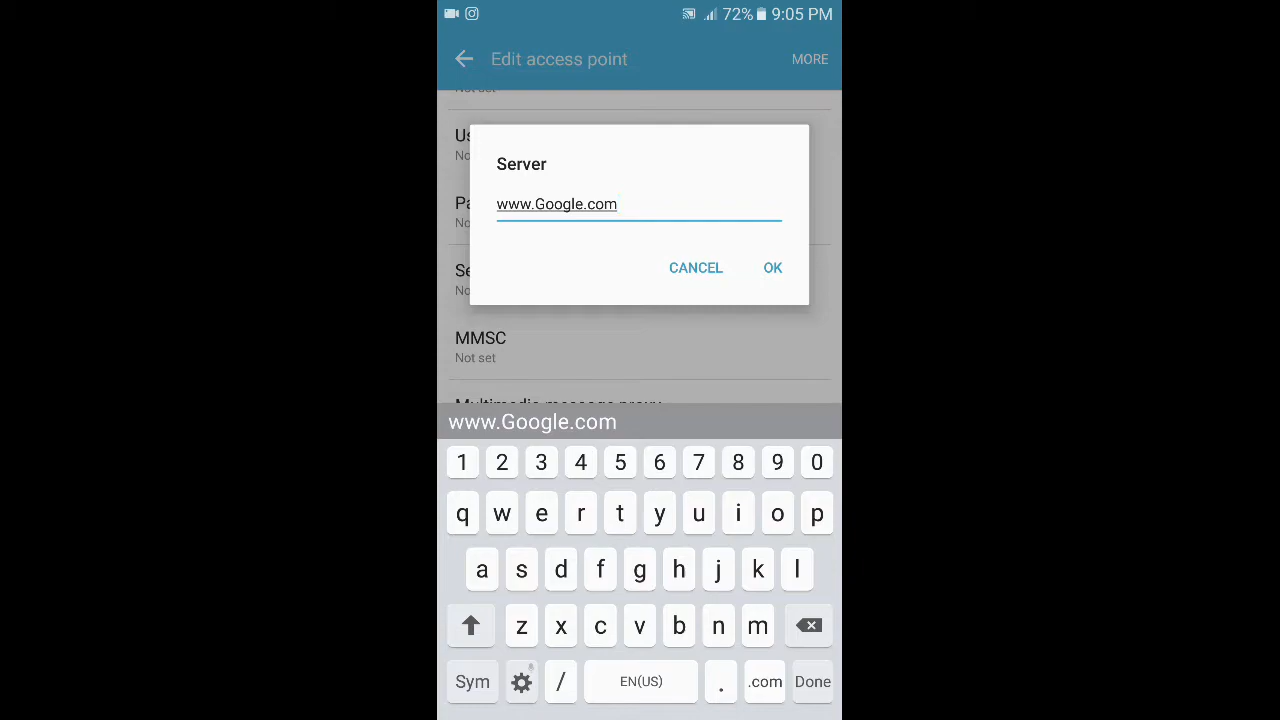 72% 9:05 PM
Edit access point MORE
Not set
Us
No
Server
www.Google.com
Pa
No
CANCEL OK
Se
No
MMSC
Not set
Multimedia message proxy
www.Google.com
1 2 3 4 5 6 7 8 9 0
q w e r t y u i o p
a s d f g h j k l
z x c v b n m
Sym / EN(US) . .com Done